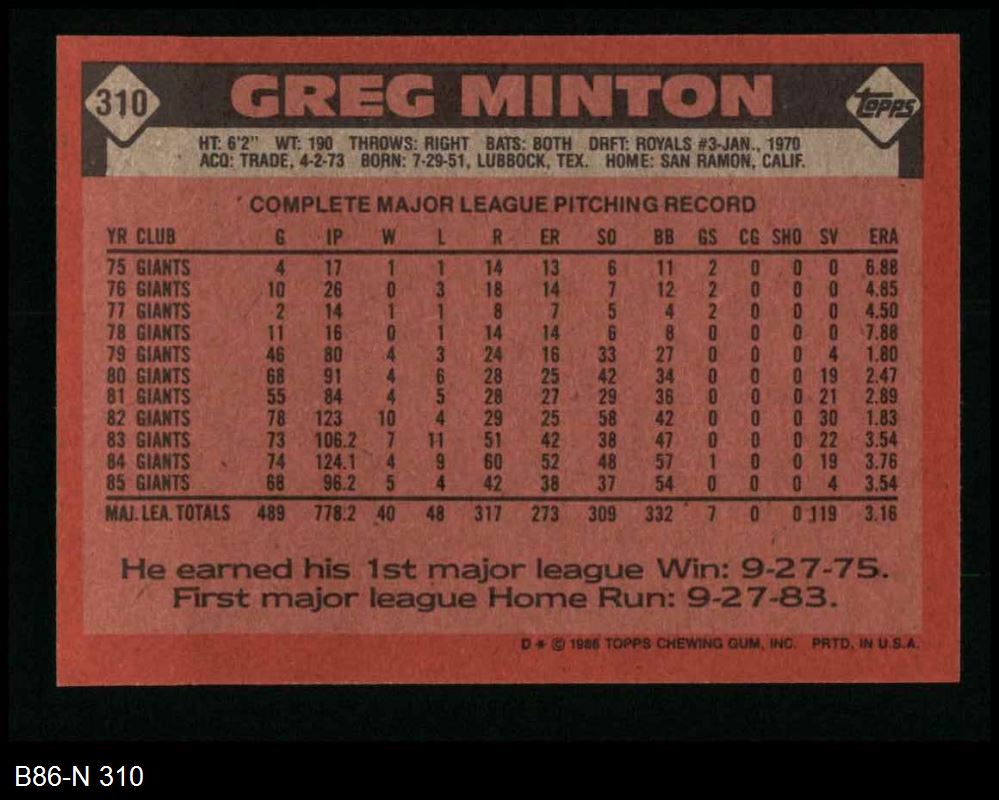 310 GREG MINTON Topps
HT: 6'2" WT: 190 THROWS: RIGHT BATS: BOTH DRFT: ROYALS #3-JAN., 1970
ACQ: TRADE, 4-2-73 BORN: 7-29-51, LUBBOCK, TEX. HOME: SAN RAMON, CALIF.
COMPLETE MAJOR LEAGUE PITCHING RECORD
YR CLUB G IP W L R ER SO BB GS CG SHO SV ERA
75 GIANTS 4 17 1 1 14 13 6 11 2 0 0 0 6.88
76 GIANTS 10 26 0 3 18 14 7 12 2 0 0 0 4.85
77 GIANTS 2 14 1 1 8 7 5 4 2 0 0 0 4.50
78 GIANTS 11 16 0 1 14 14 6 8 0 0 0 0 7.88
79 GIANTS 46 80 4 3 24 16 33 27 0 0 0 4 1.80
80 GIANTS 68 91 4 6 28 25 42 34 0 0 0 19 2.47
81 GIANTS 55 84 4 5 28 27 29 36 0 0 0 21 2.89
82 GIANTS 78 123 10 4 29 25 58 42 0 0 0 30 1.83
83 GIANTS 73 106.2 7 11 51 42 38 47 0 0 0 22 3.54
84 GIANTS 74 124.1 4 9 60 52 48 57 1 0 0 19 3.76
85 GIANTS 68 96.2 5 4 42 38 37 54 0 0 0 4 3.54
MAJ. LEA. TOTALS 489 778.2 40 48 317 273 309 332 7 0 0 119 3.16
He earned his 1st major league Win: 9-27-75.
First major league Home Run: 9-27-83.
D * © 1986 TOPPS CHEWING GUM, INC. PRTD. IN U.S.A.
B86-N 310